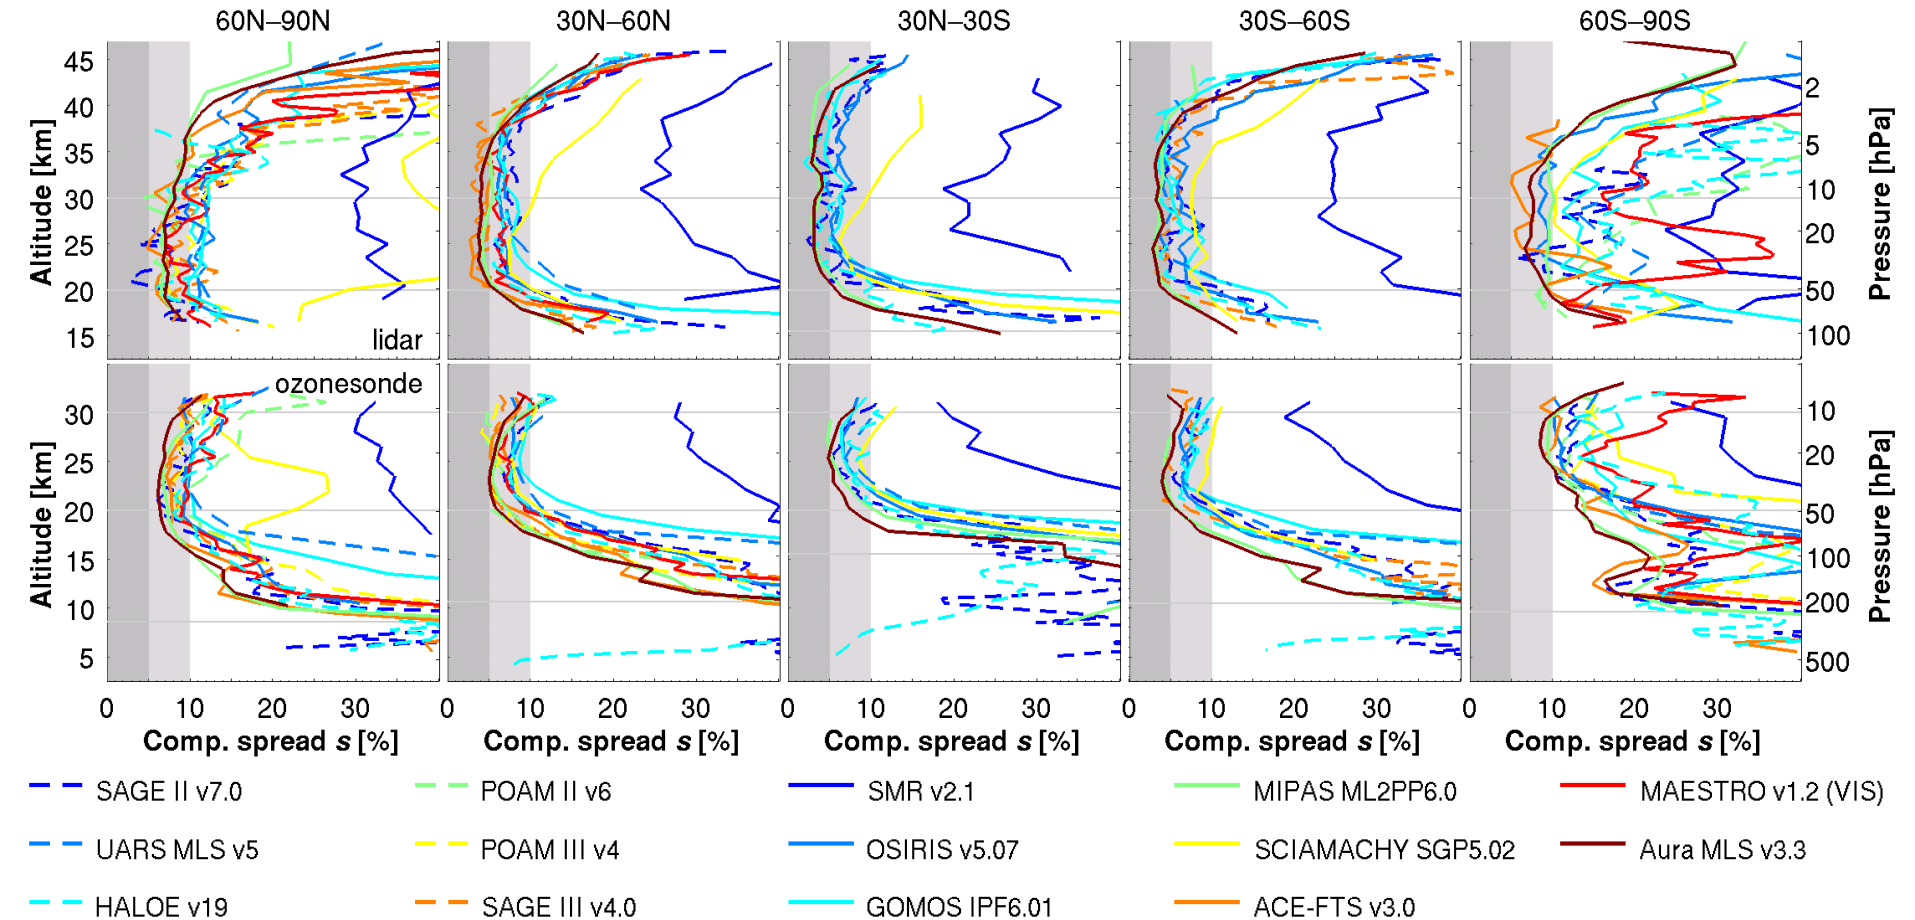 60N–90N 30N–60N 30N–30S 30S–60S 60S–90S
45
40
35
30
25
20
15
Altitude [km]
lidar
2
5
10
20
50
100
Pressure [hPa]
ozonesonde
30
25
20
15
10
5
Altitude [km]
10
20
50
100
200
500
Pressure [hPa]
0 10 20 30 0 10 20 30 0 10 20 30 0 10 20 30 0 10 20 30
Comp. spread s [%] Comp. spread s [%] Comp. spread s [%] Comp. spread s [%] Comp. spread s [%]
SAGE II v7.0 POAM II v6 SMR v2.1 MIPAS ML2PP6.0 MAESTRO v1.2 (VIS)
UARS MLS v5 POAM III v4 OSIRIS v5.07 SCIAMACHY SGP5.02 Aura MLS v3.3
HALOE v19 SAGE III v4.0 GOMOS IPF6.01 ACE-FTS v3.0